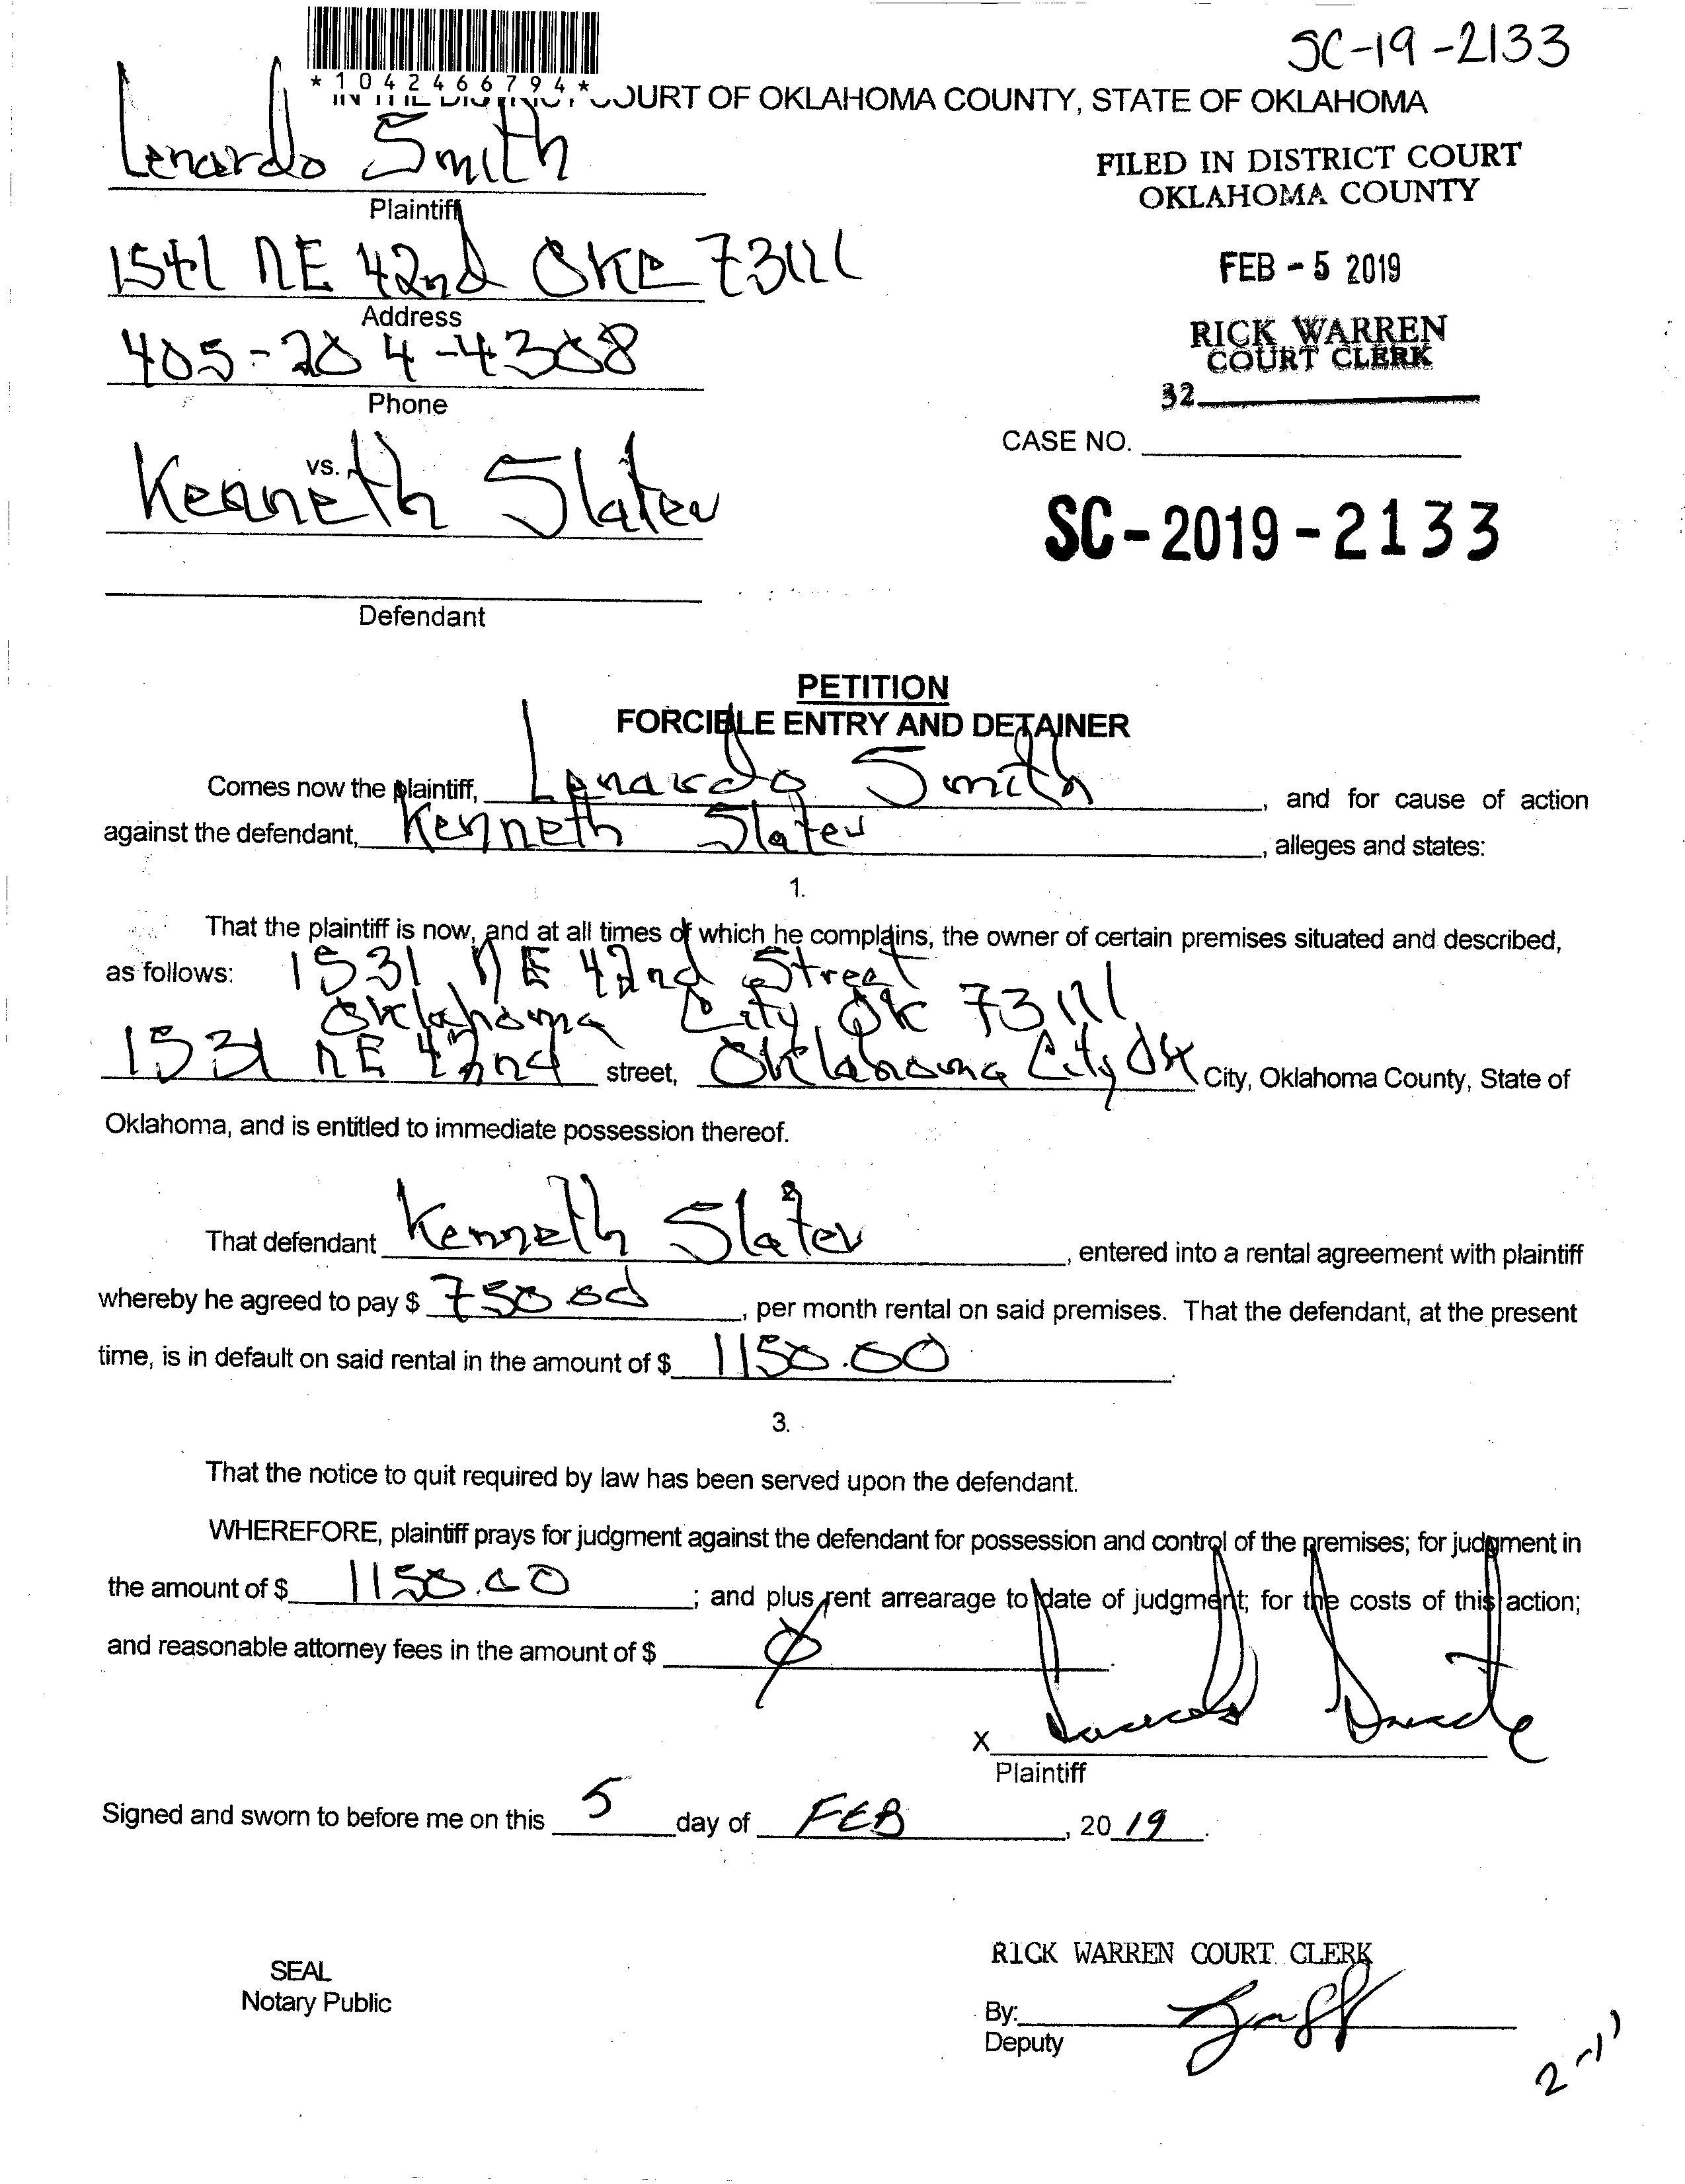 SC-19-2133
*1042466794*
IN THE DISTRICT COURT OF OKLAHOMA COUNTY, STATE OF OKLAHOMA
Lenardo Smith
Plaintiff
FILED IN DISTRICT COURT
OKLAHOMA COUNTY
1541 NE 42nd OKC 73111
Address
FEB - 5 2019
405-204-4308
Phone
RICK WARREN
COURT CLERK
32
CASE NO.
vs.
Kenneth Slater
SC-2019-2133
Defendant
PETITION
FORCIBLE ENTRY AND DETAINER
Comes now the plaintiff, Lenardo Smith, and for cause of action
against the defendant, Kenneth Slater, alleges and states:
1.
That the plaintiff is now, and at all times of which he complains, the owner of certain premises situated and described,
as follows: 1531 NE 42nd Street
Oklahoma City OK 73111
1531 NE 42nd street, Oklahoma City OK City, Oklahoma County, State of
Oklahoma, and is entitled to immediate possession thereof.
2
That defendant Kenneth Slater, entered into a rental agreement with plaintiff
whereby he agreed to pay $ 750.00, per month rental on said premises. That the defendant, at the present
time, is in default on said rental in the amount of $ 1150.00.
3.
That the notice to quit required by law has been served upon the defendant.
WHEREFORE, plaintiff prays for judgment against the defendant for possession and control of the premises; for judgment in
the amount of $ 1150.00; and plus rent arrearage to date of judgment; for the costs of this action;
and reasonable attorney fees in the amount of $ Ø.
X Lenardo Smith
Plaintiff
Signed and sworn to before me on this 5 day of FEB, 20 19.
RICK WARREN COURT CLERK
SEAL
Notary Public
By:
Deputy